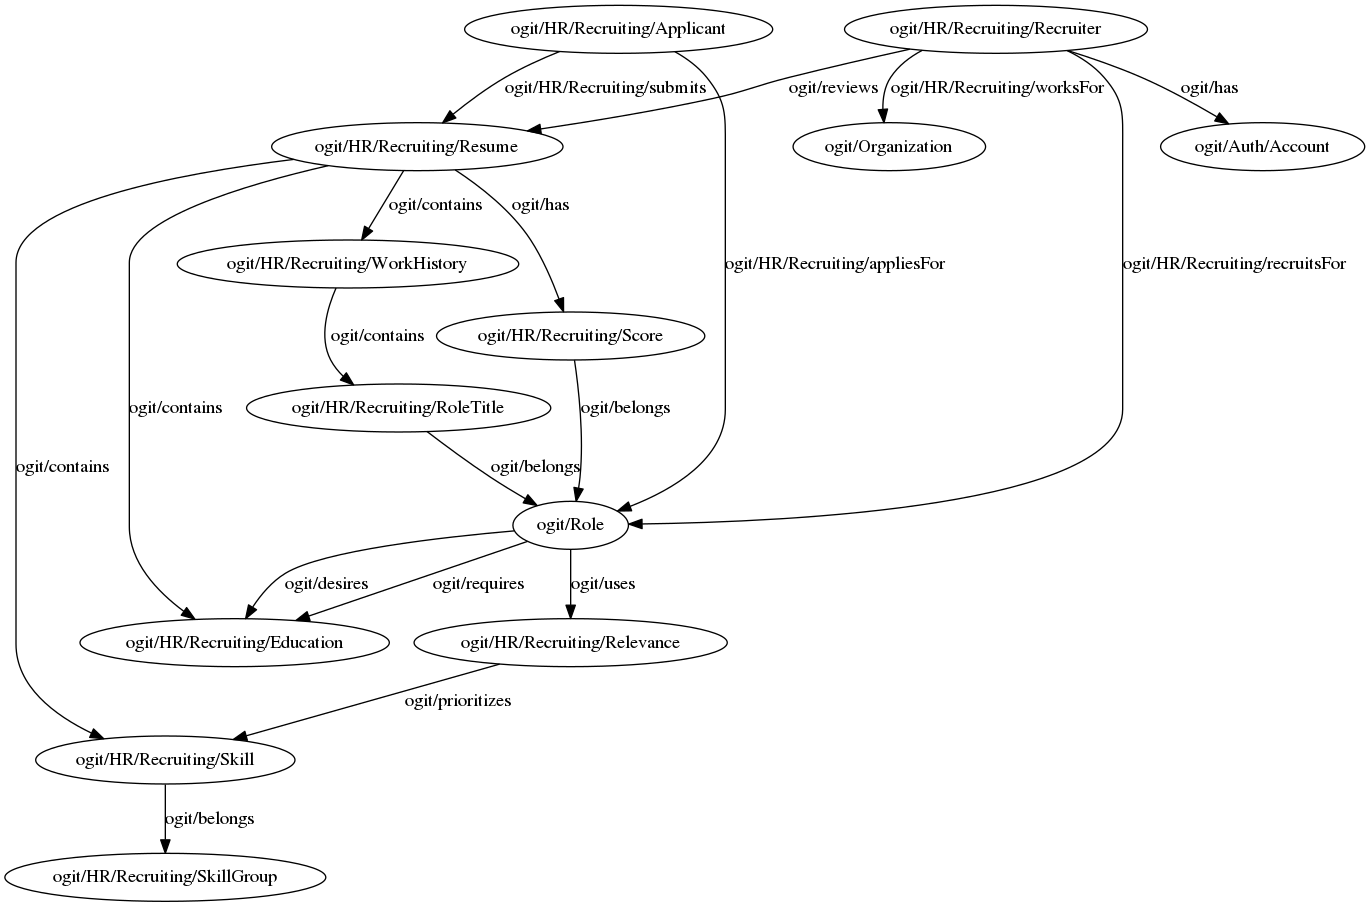 ogit/HR/Recruiting/Applicant
ogit/HR/Recruiting/Recruiter
ogit/HR/Recruiting/submits
ogit/reviews
ogit/HR/Recruiting/worksFor
ogit/has
ogit/HR/Recruiting/Resume
ogit/Organization
ogit/Auth/Account
ogit/contains
ogit/has
ogit/HR/Recruiting/WorkHistory
ogit/HR/Recruiting/appliesFor
ogit/HR/Recruiting/recruitsFor
ogit/contains
ogit/HR/Recruiting/Score
ogit/contains
ogit/HR/Recruiting/RoleTitle
ogit/belongs
ogit/contains
ogit/belongs
ogit/Role
ogit/desires
ogit/requires
ogit/uses
ogit/HR/Recruiting/Education
ogit/HR/Recruiting/Relevance
ogit/prioritizes
ogit/HR/Recruiting/Skill
ogit/belongs
ogit/HR/Recruiting/SkillGroup